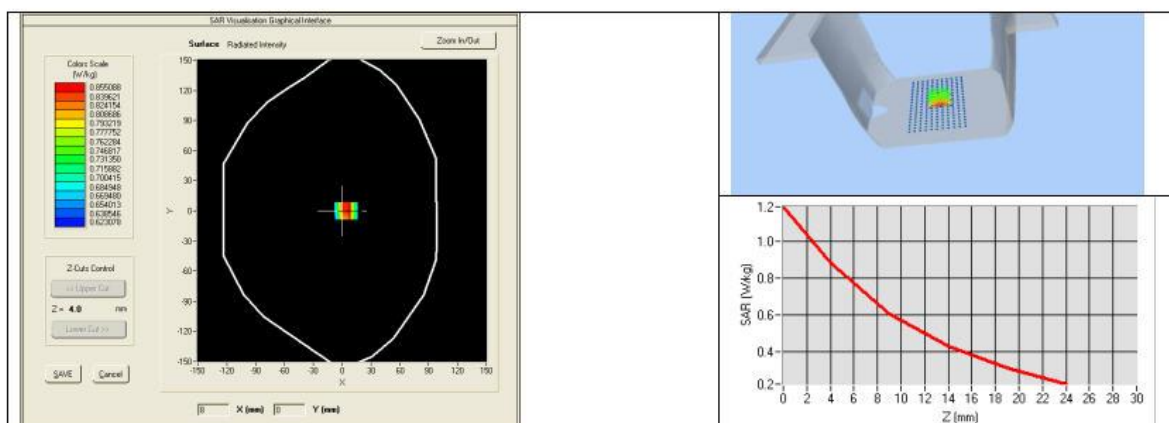 SAR Visualisation Graphical Interface
Surface Radiated Intensity
Zoom In/Out
Colors Scale
(W/kg)
0.855088
0.839621
0.824154
0.808686
0.793219
0.777752
0.762284
0.746817
0.731350
0.715882
0.700415
0.684948
0.669480
0.654013
0.638546
0.623078
150
120
90
60
30
0
-30
-60
-90
-120
-150
Y
-150 -120 -90 -60 -30 0 30 60 90 120 150
X
Z-Cuts Control
<< Upper Cut
Z = 4.0 mm
Lower Cut >>
SAVE Cancel
X (mm) Y (mm)
1.2
1.0
0.8
0.6
0.4
0.2
SAR (W/kg)
0 2 4 6 8 10 12 14 16 18 20 22 24 26 28 30
Z (mm)